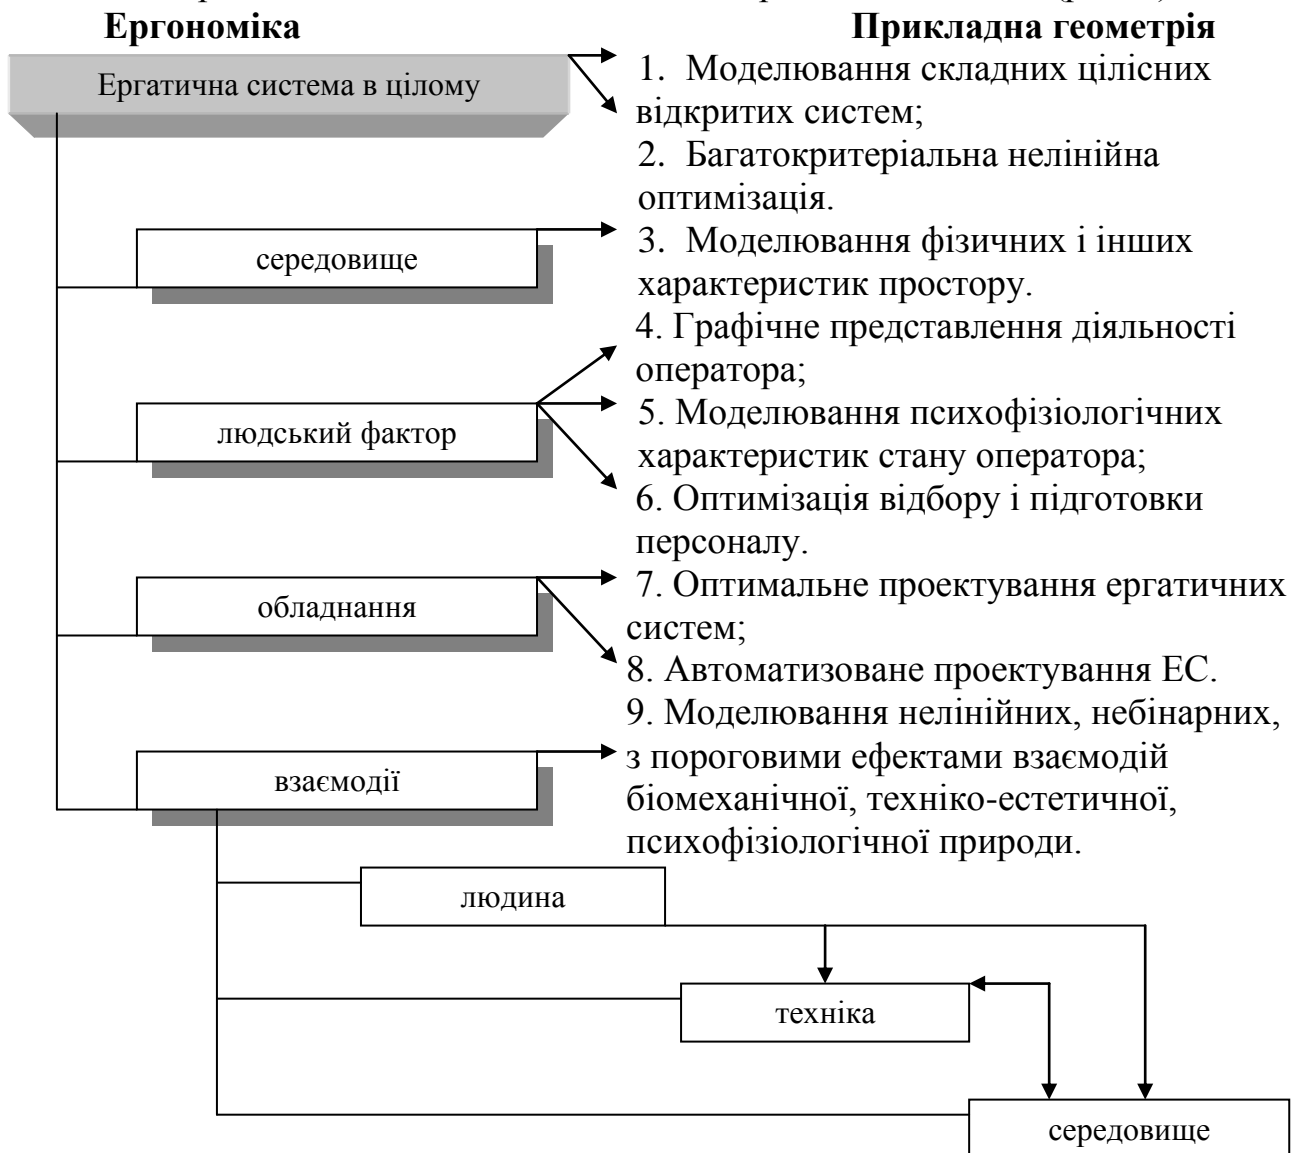 Ергономіка
Прикладна геометрія
Ергатична система в цілому
1. Моделювання складних цілісних
відкритих систем;
2. Багатокритеріальна нелінійна
оптимізація.
середовище
3. Моделювання фізичних і інших
характеристик простору.
4. Графічне представлення діяльності
оператора;
людський фактор
5. Моделювання психофізіологічних
характеристик стану оператора;
6. Оптимізація відбору і підготовки
персоналу.
обладнання
7. Оптимальне проектування ергатичних
систем;
8. Автоматизоване проектування ЕС.
9. Моделювання нелінійних, небінарних,
з пороговими ефектами взаємодій
біомеханічної, техніко-естетичної,
психофізіологічної природи.
взаємодії
людина
техніка
середовище